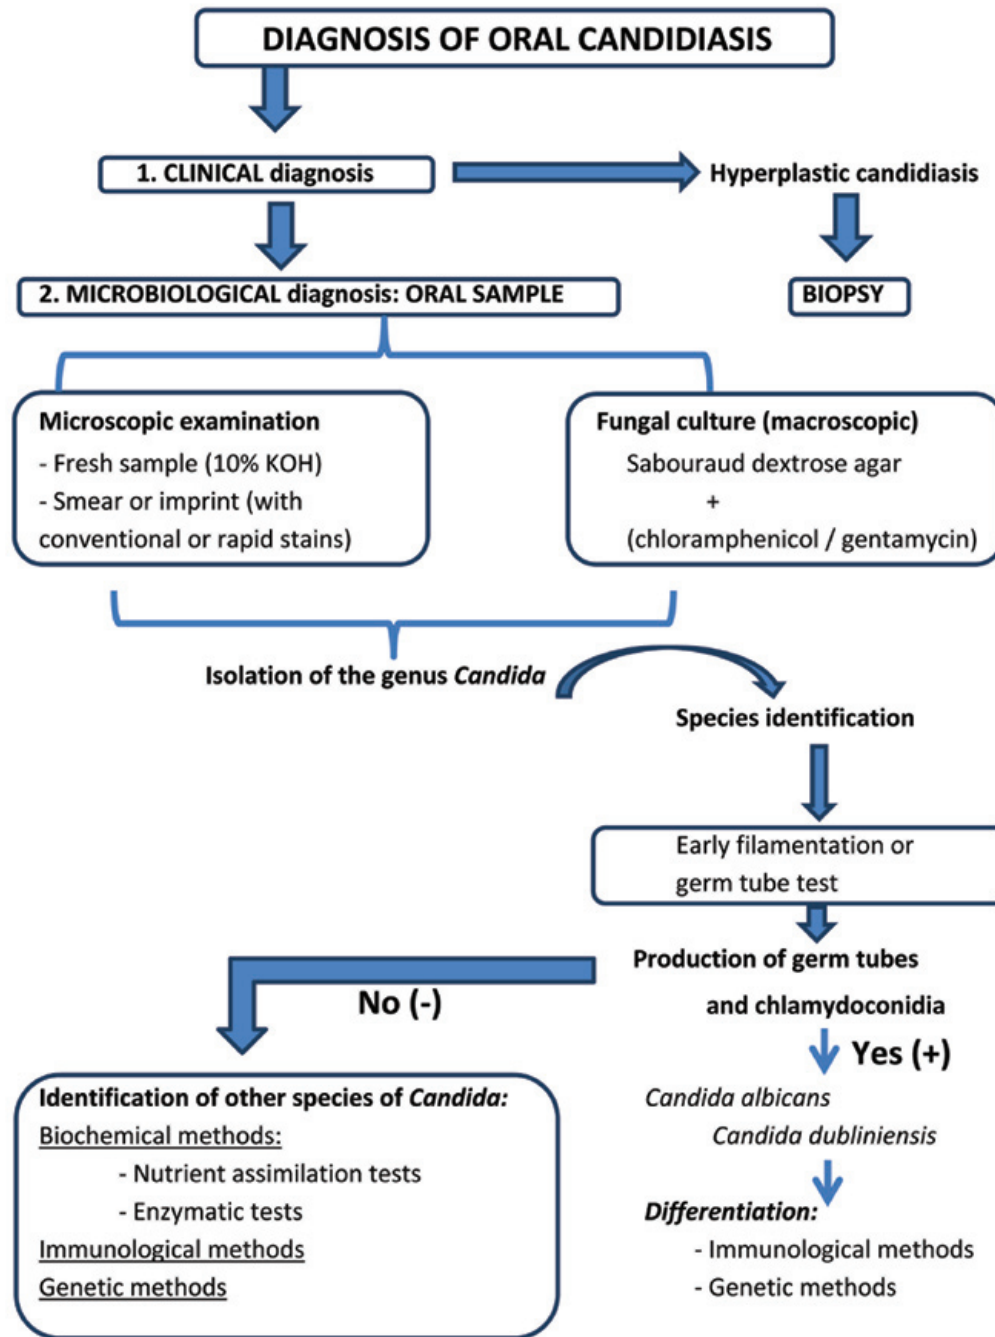 DIAGNOSIS OF ORAL CANDIDIASIS
1. CLINICAL diagnosis
Hyperplastic candidiasis
2. MICROBIOLOGICAL diagnosis: ORAL SAMPLE
BIOPSY
Microscopic examination
- Fresh sample (10% KOH)
- Smear or imprint (with
conventional or rapid stains)
Fungal culture (macroscopic)
Sabouraud dextrose agar
+
(chloramphenicol / gentamycin)
Isolation of the genus Candida
Species identification
Early filamentation or
germ tube test
Production of germ tubes
and chlamydoconidia
No (-)
Yes (+)
Candida albicans
Candida dubliniensis
Differentiation:
- Immunological methods
- Genetic methods
Identification of other species of Candida:
Biochemical methods:
- Nutrient assimilation tests
- Enzymatic tests
Immunological methods
Genetic methods